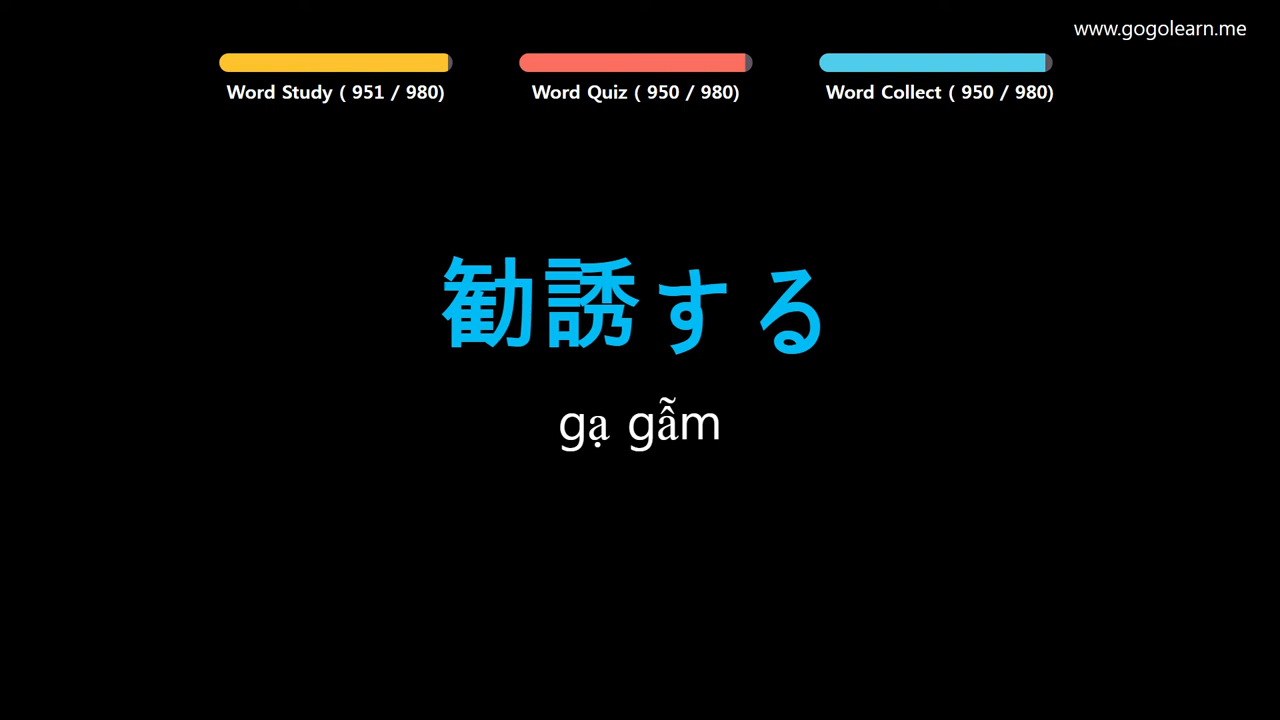 www.gogolearn.me
Word Study ( 951 / 980)
Word Quiz ( 950 / 980)
Word Collect ( 950 / 980)
勧誘する
gạ gẫm